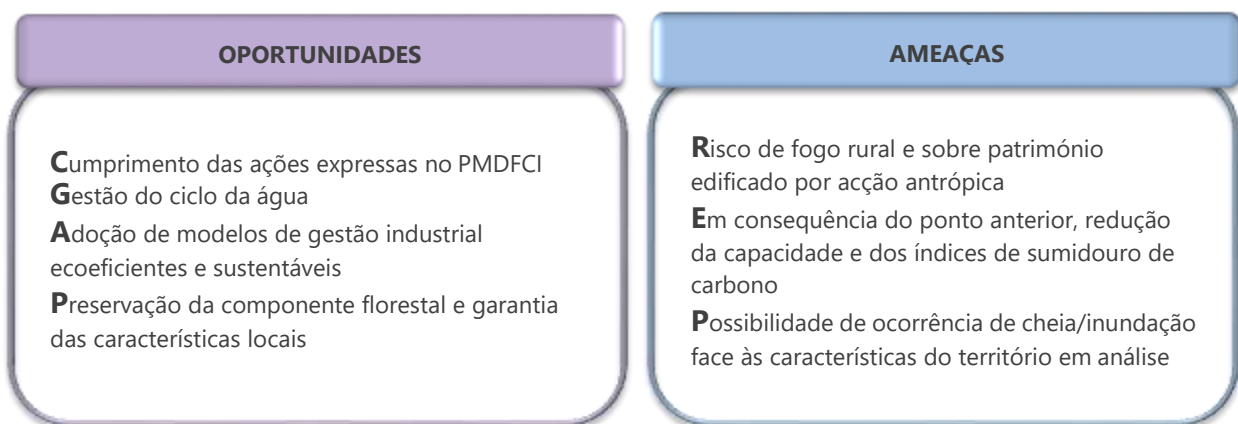 OPORTUNIDADES
Cumprimento das ações expressas no PMDFCI
Gestão do ciclo da água
Adoção de modelos de gestão industrial
ecoeficientes e sustentáveis
Preservação da componente florestal e garantia
das características locais
AMEAÇAS
Risco de fogo rural e sobre património
edificado por acção antrópica
Em consequência do ponto anterior, redução
da capacidade e dos índices de sumidouro de
carbono
Possibilidade de ocorrência de cheia/inundação
face às características do território em análise